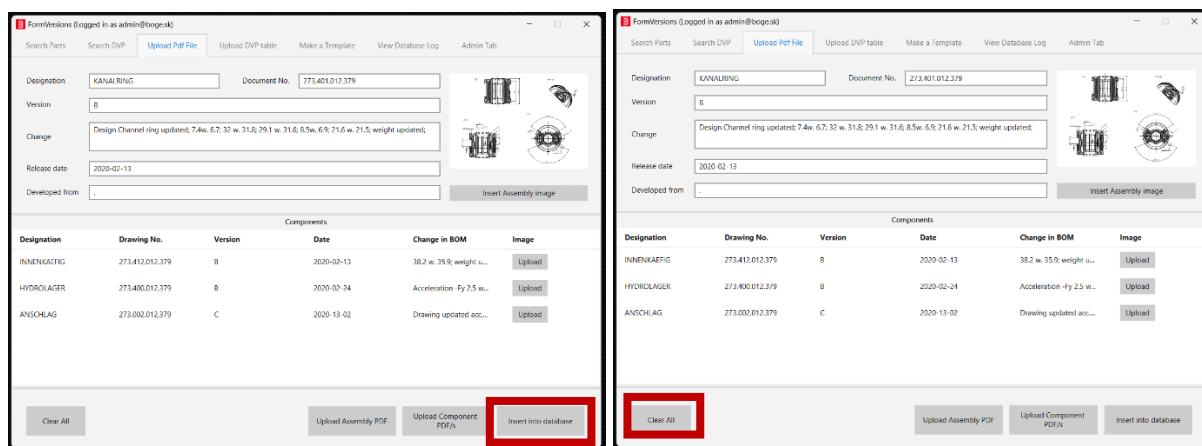 FormVersions (Logged in as admin@boge.sk)
Search Parts Search DVP Upload Pdf File Upload DVP table Make a Template View Database Log Admin Tab
Designation KANALRING Document No. 273.401.012.379
Version B
Change Design Channel ring updated; 7.4w. 6.7; 32 w. 31.8; 29.1 w. 31.6; 8.5w. 6.9; 21.6 w. 21.5; weight updated;
Release date 2020-02-13
Developed from .
Insert Assembly image
Components
Designation Drawing No. Version Date Change in BOM Image
INNENKAEFIG 273.412.012.379 B 2020-02-13 38.2 w. 35.9; weight u... Upload
HYDROLAGER 273.400.012.379 B 2020-02-24 Acceleration -Fy 2.5 w... Upload
ANSCHLAG 273.002.012.379 C 2020-13-02 Drawing updated acc... Upload
Clear All Upload Assembly PDF Upload Component PDF/s Insert into database
FormVersions (Logged in as admin@boge.sk)
Search Parts Search DVP Upload Pdf File Upload DVP table Make a Template View Database Log Admin Tab
Designation KANALRING Document No. 273.401.012.379
Version B
Change Design Channel ring updated; 7.4w. 6.7; 32 w. 31.8; 29.1 w. 31.6; 8.5w. 6.9; 21.6 w. 21.5; weight updated;
Release date 2020-02-13
Developed from .
Insert Assembly image
Components
Designation Drawing No. Version Date Change in BOM Image
INNENKAEFIG 273.412.012.379 B 2020-02-13 38.2 w. 35.9; weight u... Upload
HYDROLAGER 273.400.012.379 B 2020-02-24 Acceleration -Fy 2.5 w... Upload
ANSCHLAG 273.002.012.379 C 2020-13-02 Drawing updated acc... Upload
Clear All Upload Assembly PDF Upload Component PDF/s Insert into database